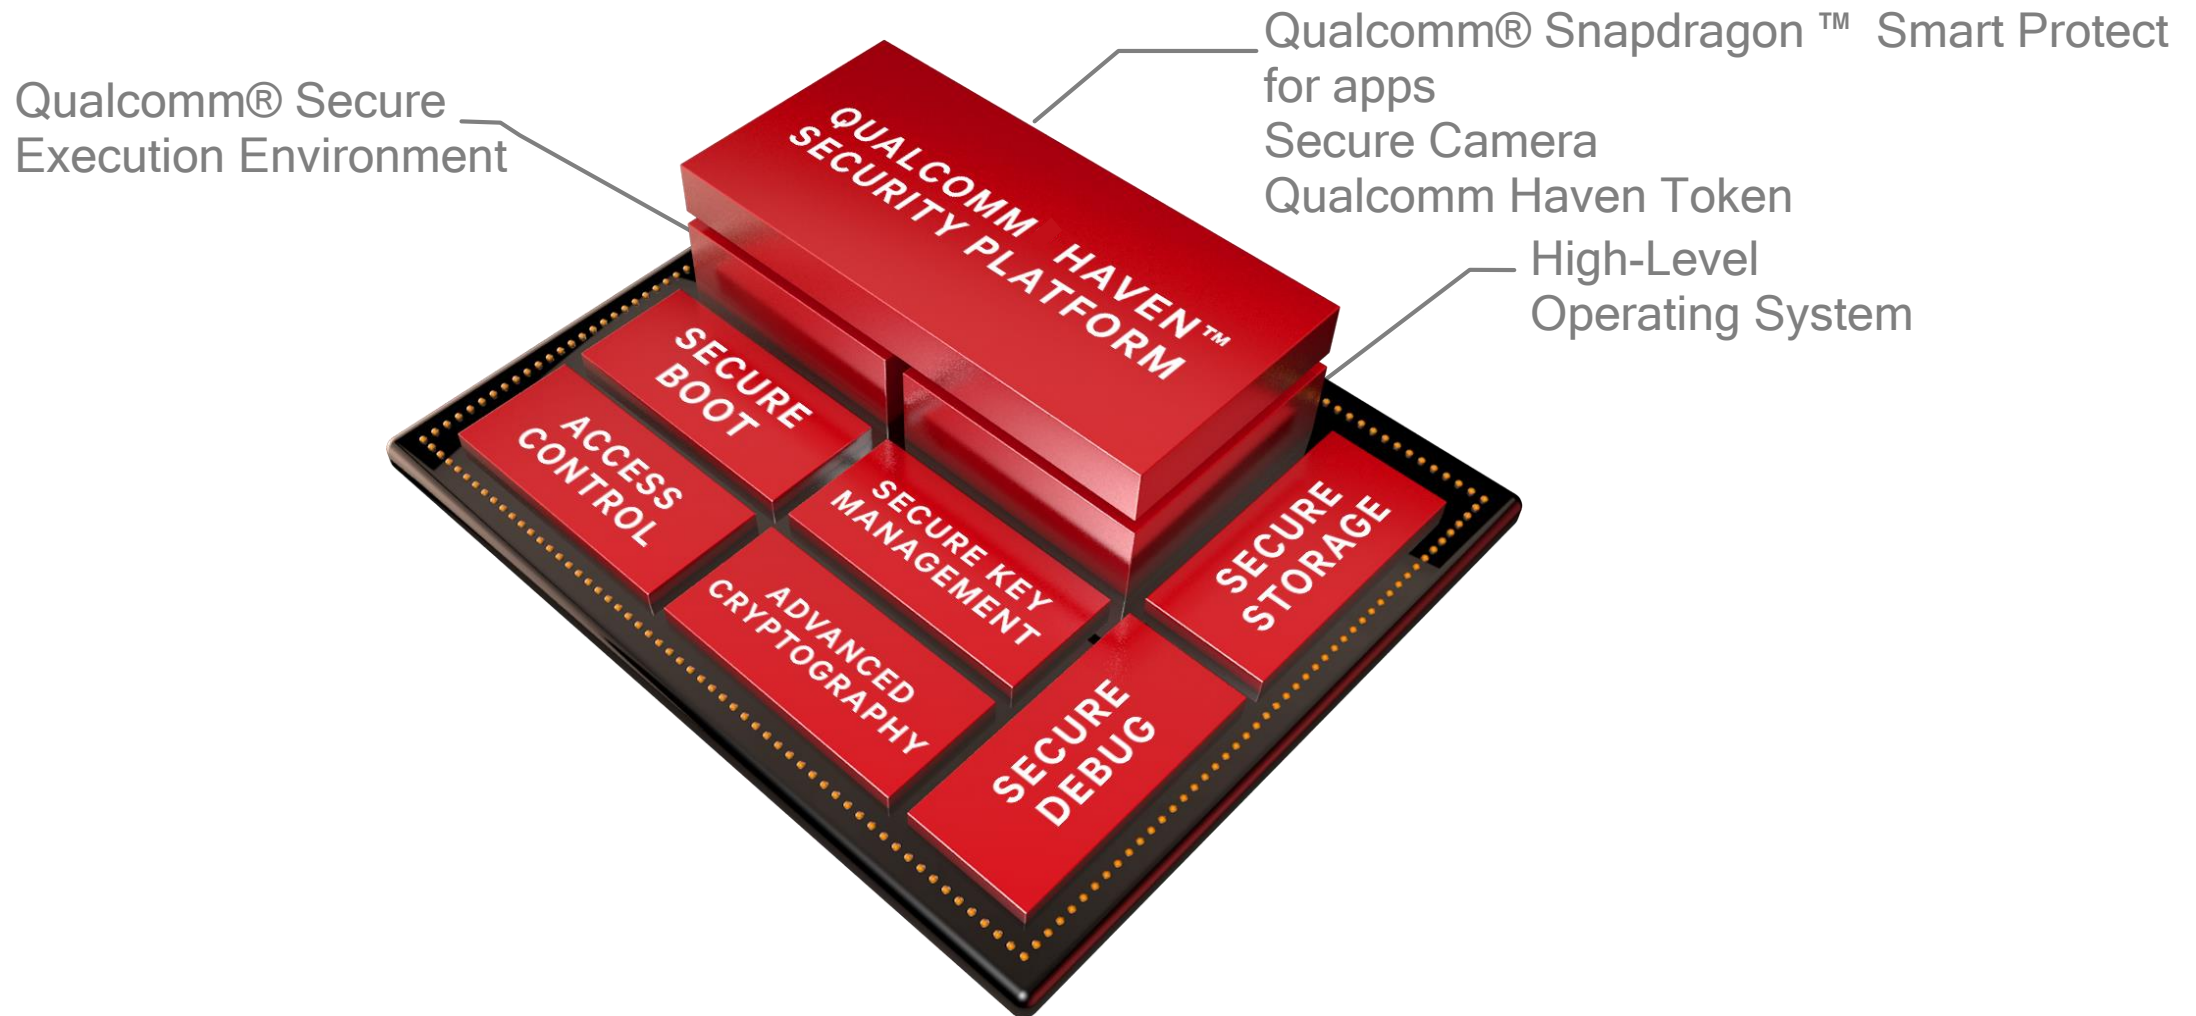 Qualcomm® Secure
Execution Environment
Qualcomm® Snapdragon ™ Smart Protect
for apps
Secure Camera
Qualcomm Haven Token
High-Level
Operating System
QUALCOMM HAVEN™
SECURITY PLATFORM
SECURE
BOOT
ACCESS
CONTROL
SECURE KEY
MANAGEMENT
ADVANCED
CRYPTOGRAPHY
SECURE
STORAGE
SECURE
DEBUG